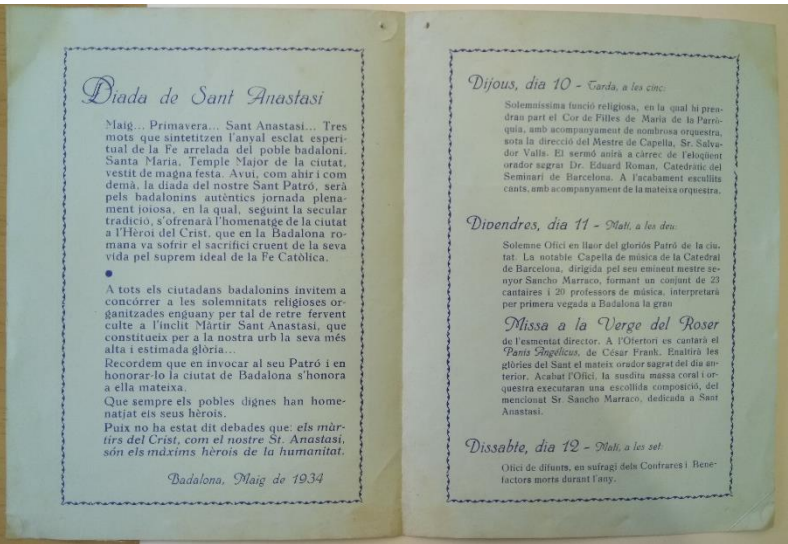 Diada de Sant Anastasi
Maig... Primavera... Sant Anastasi... Tres
mots que sintetitzen l'anyal esclat esperi-
tual de la Fe arrelada del poble badaloní.
Santa Maria, Temple Major de la ciutat,
vestit de magna festa. Avui, com ahir i com
demà, la diada del nostre Sant Patró, serà
pels badalonins autèntics jornada plena-
ment joiosa, en la qual, seguint la secular
tradició, s'ofrenarà l'homenatge de la ciutat
a l'Hèroi del Crist, que en la Badalona ro-
mana va sofrir el sacrifici cruent de la seva
vida pel suprem ideal de la Fe Catòlica.
●
A tots els ciutadans badalonins invitem a
concórrer a les solemnitats religioses or-
ganitzades enguany per tal de retre fervent
culte a l'ínclit Màrtir Sant Anastasi, que
constitueix per a la nostra urb la seva més
alta i estimada glòria...
Recordem que en invocar al seu Patró i en
honorar-lo la ciutat de Badalona s'honora
a ella mateixa.
Que sempre els pobles dignes han home-
natjat els seus hèrois.
Puix no ha estat dit debades que: els màr-
tirs del Crist, com el nostre St. Anastasi,
són els màxims hèrois de la humanitat.
Badalona, Maig de 1934
Dijous, dia 10 - Tarda, a les cinc:
Solemníssima funció religiosa, en la qual hi pren-
dran part el Cor de Filles de Maria de la Parrò-
quia, amb acompanyament de nombrosa orquestra,
sota la direcció del Mestre de Capella, Sr. Salva-
dor Valls. El sermó anirà a càrrec de l'eloqüent
orador sagrat Dr. Eduard Roman, Catedràtic del
Seminari de Barcelona. A l'acabament escullits
cants, amb acompanyament de la mateixa orquestra.
Divendres, dia 11 - Matí, a les deu:
Solemne Ofici en llaor del gloriós Patró de la ciu-
tat. La notable Capella de música de la Catedral
de Barcelona, dirigida pel seu eminent mestre se-
nyor Sancho Marraco, formant un conjunt de 23
cantaires i 20 professors de música, interpretarà
per primera vegada a Badalona la gran
Missa a la Verge del Roser
de l'esmentat director. A l'Ofertori es cantarà el
Panis Angélicus, de César Frank. Enaltirà les
glòries del Sant el mateix orador sagrat del dia an-
terior. Acabat l'Ofici, la susdita massa coral i or-
questra executaran una escollida composició, del
mencionat Sr. Sancho Marraco, dedicada a Sant
Anastasi.
Dissabte, dia 12 - Matí, a les set:
Ofici de difunts, en sufragi dels Confrares i Bene-
factors morts durant l'any.